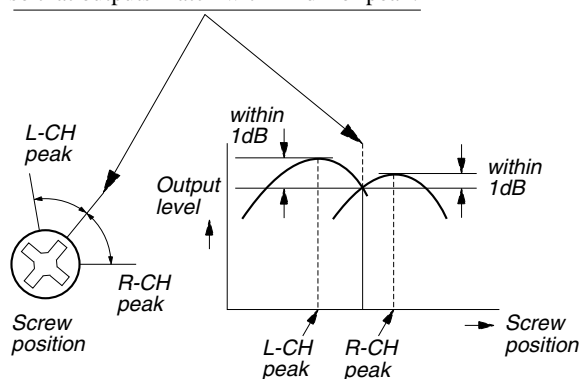 L-CH
peak
R-CH
peak
Screw
position
within
1dB
Output
level
within
1dB
L-CH
peak
R-CH
peak
Screw
position